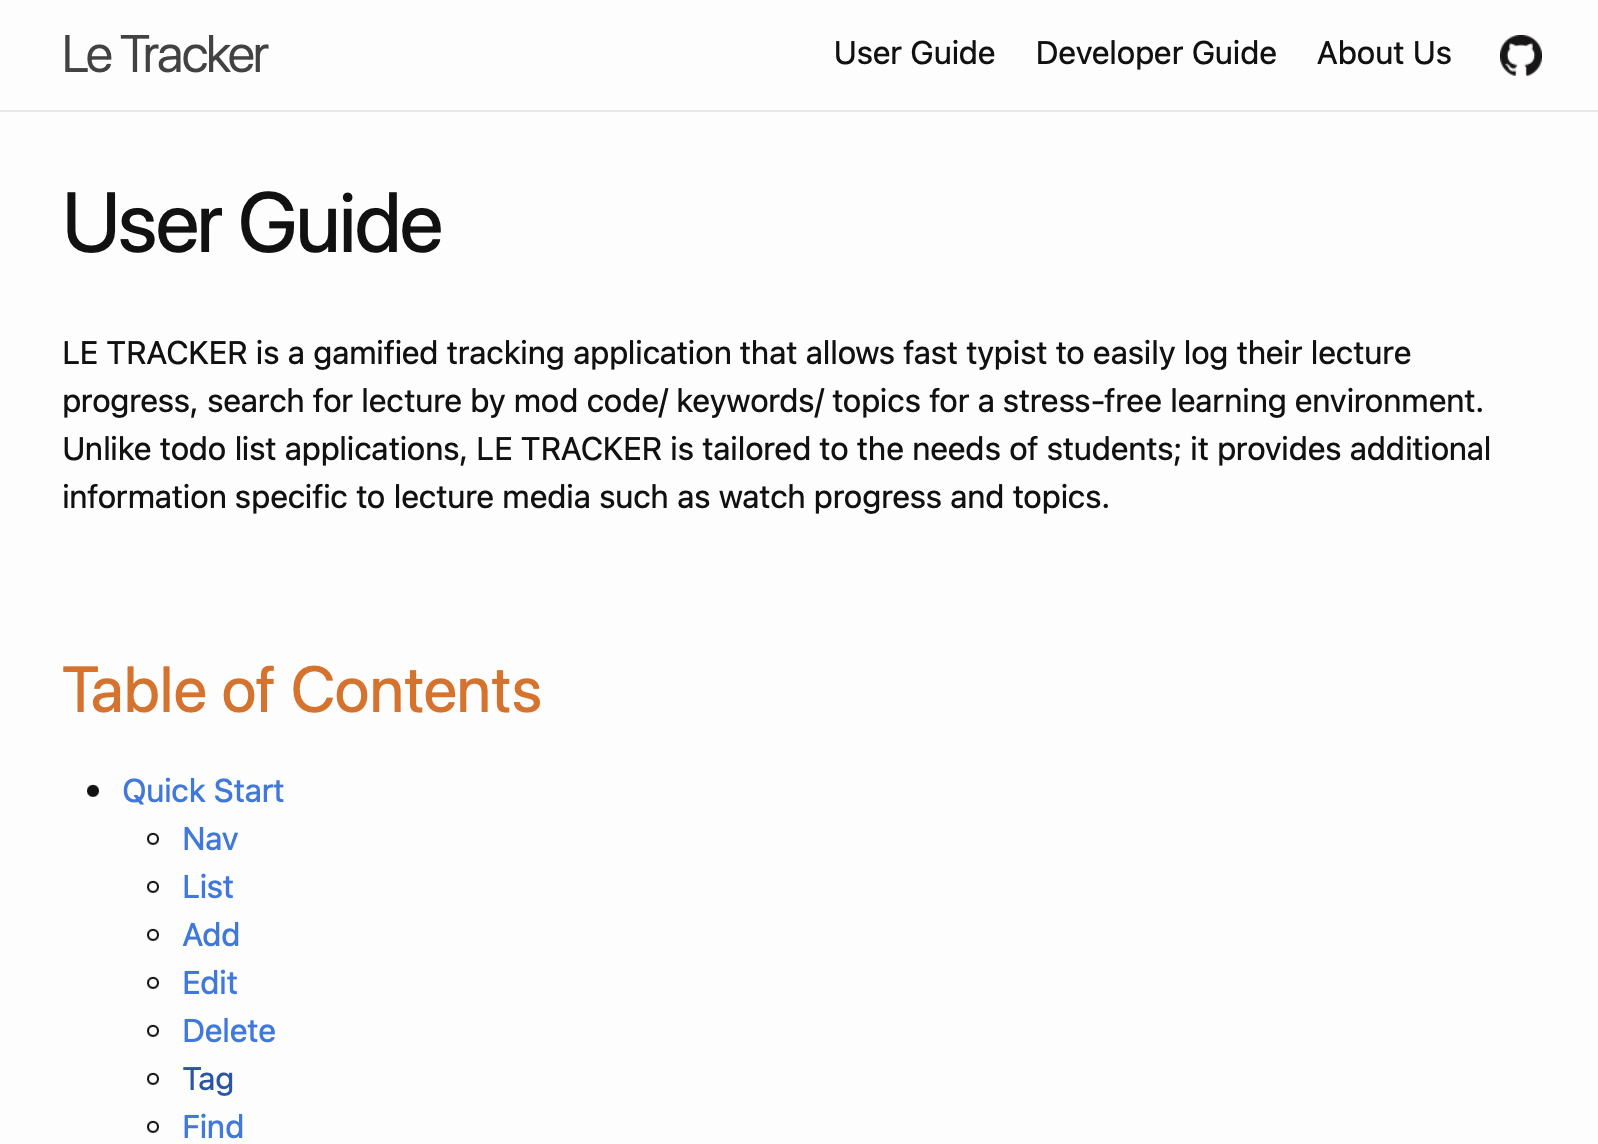 Le Tracker
User Guide
Developer Guide
About Us
User Guide
LE TRACKER is a gamified tracking application that allows fast typist to easily log their lecture
progress, search for lecture by mod code/ keywords/ topics for a stress-free learning environment.
Unlike todo list applications, LE TRACKER is tailored to the needs of students; it provides additional
information specific to lecture media such as watch progress and topics.
Table of Contents
Quick Start
Nav
List
Add
Edit
Delete
Tag
Find